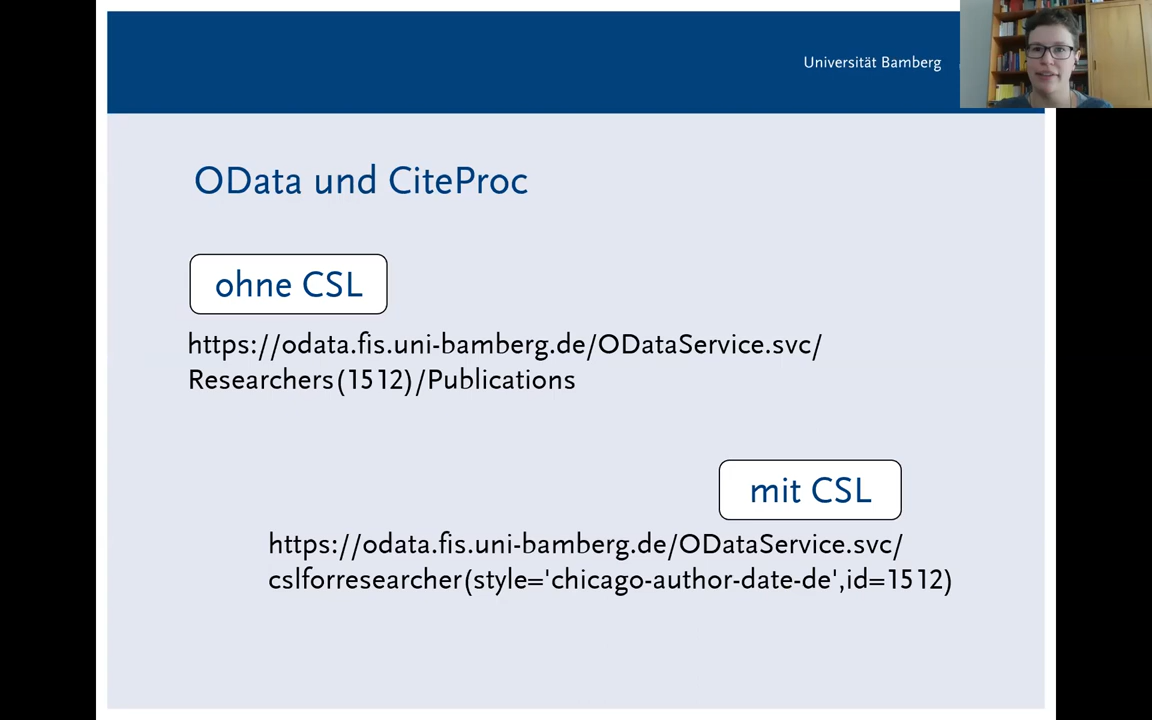 Universität Bamberg
OData und CiteProc
ohne CSL
https://odata.fis.uni-bamberg.de/ODataService.svc/
Researchers(1512)/Publications
mit CSL
https://odata.fis.uni-bamberg.de/ODataService.svc/
cslforresearcher(style='chicago-author-date-de',id=1512)